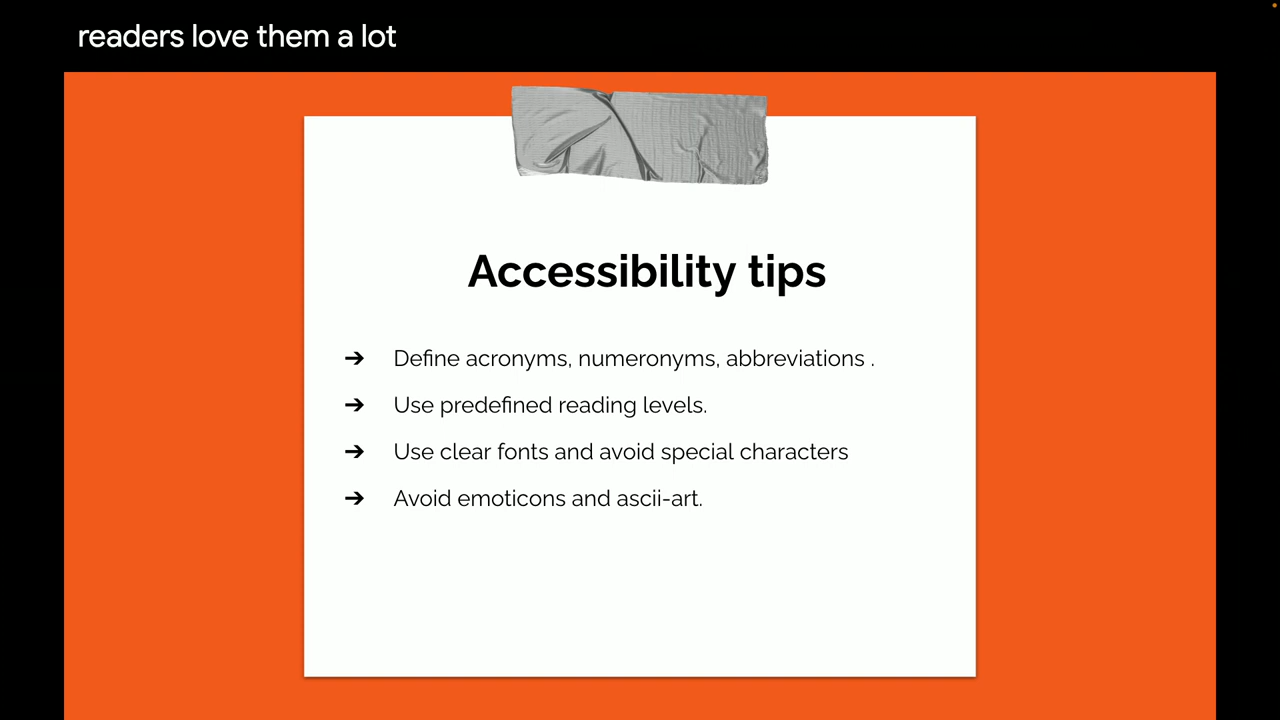 readers love them a lot
Accessibility tips
➔ Define acronyms, numeronyms, abbreviations .
➔ Use predefined reading levels.
➔ Use clear fonts and avoid special characters
➔ Avoid emoticons and ascii-art.